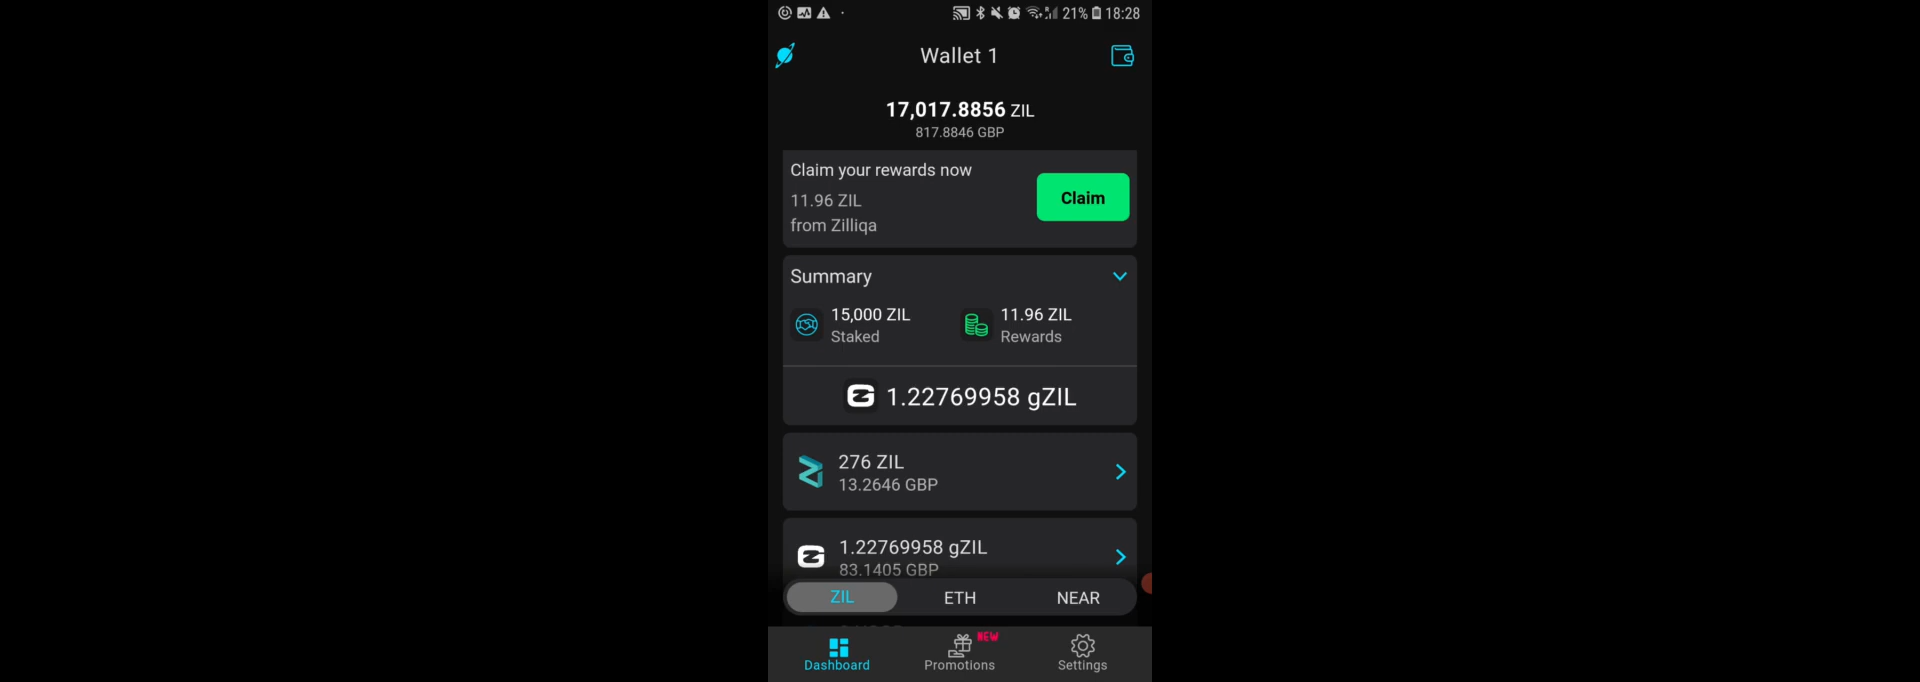 21% 18:28
Wallet 1
17,017.8856 ZIL
817.8846 GBP
Claim your rewards now
11.96 ZIL
from Zilliqa
Claim
Summary
15,000 ZIL
Staked
11.96 ZIL
Rewards
1.22769958 gZIL
276 ZIL
13.2646 GBP
1.22769958 gZIL
83.1405 GBP
ZIL
ETH
NEAR
NEW
Dashboard
Promotions
Settings